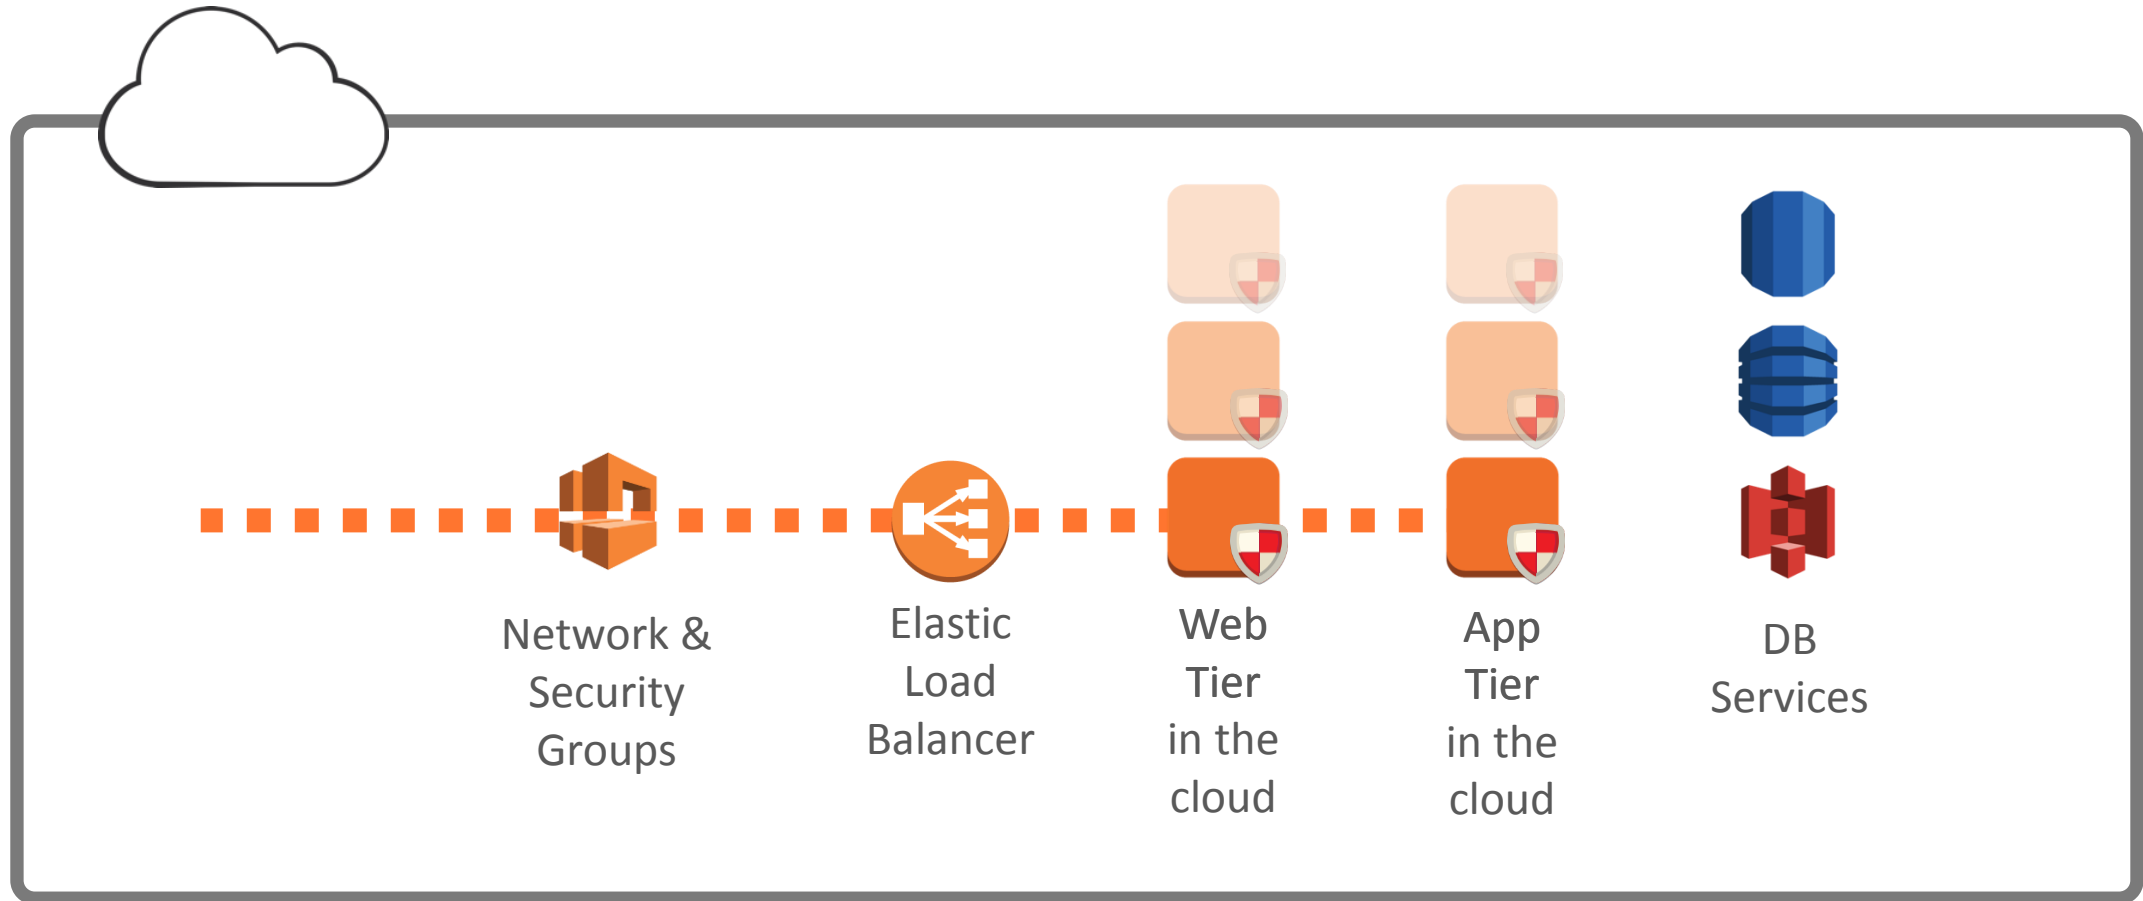 Network &
Security
Groups
Elastic
Load
Balancer
Web
Tier
in the
cloud
App
Tier
in the
cloud
DB
Services